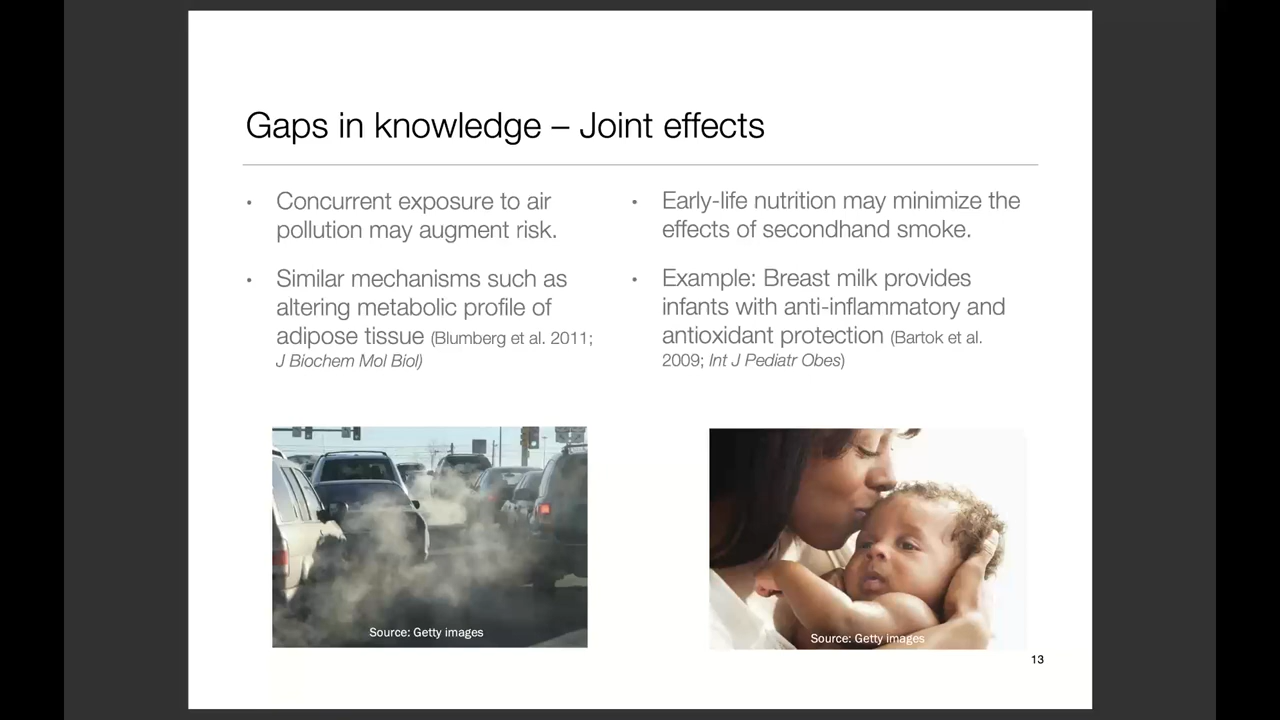 Gaps in knowledge – Joint effects
• Concurrent exposure to air
pollution may augment risk.
• Similar mechanisms such as
altering metabolic profile of
adipose tissue (Blumberg et al. 2011;
J Biochem Mol Biol)
• Early-life nutrition may minimize the
effects of secondhand smoke.
• Example: Breast milk provides
infants with anti-inflammatory and
antioxidant protection (Bartok et al.
2009; Int J Pediatr Obes)
Source: Getty images
Source: Getty images
13